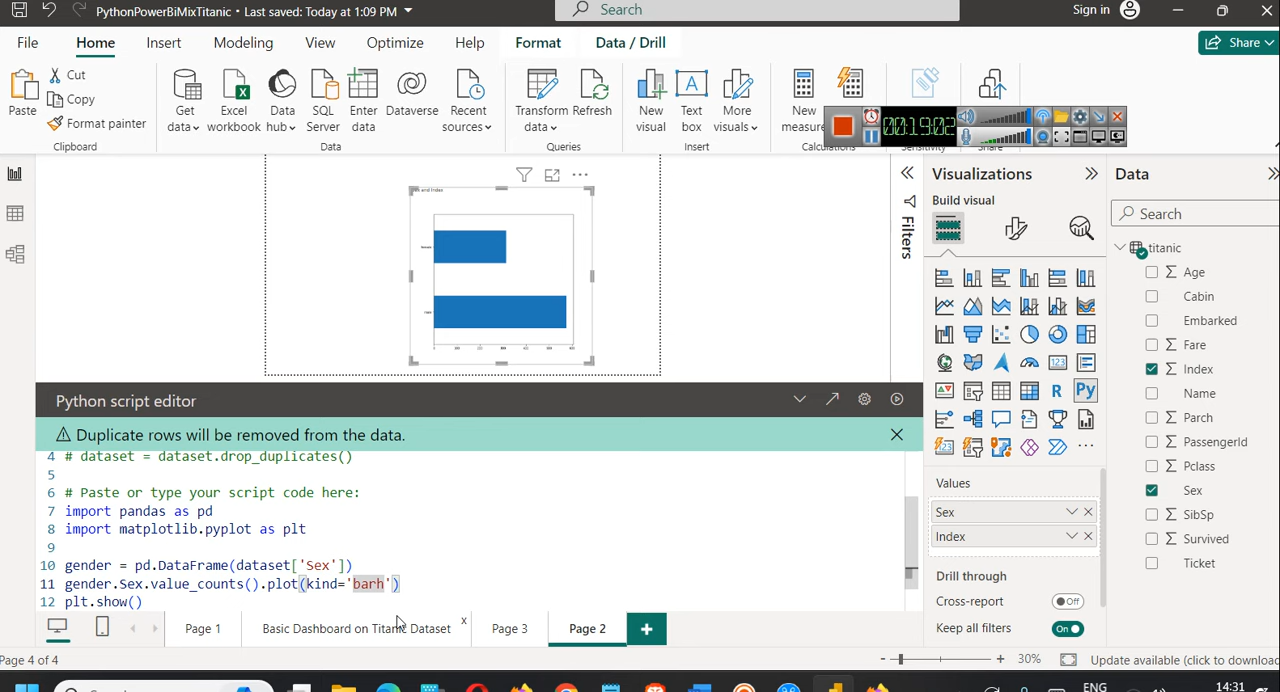 PythonPowerBiMixTitanic • Last saved: Today at 1:09 PM
Search
Sign in
File
Home
Insert
Modeling
View
Optimize
Help
Format
Data / Drill
Share
Paste
Cut
Copy
Format painter
Clipboard
Get data
Excel workbook
Data hub
SQL Server
Enter data
Dataverse
Recent sources
Data
Transform data
Refresh
Queries
New visual
Text box
More visuals
Insert
New measure
Calculations
Sensitivity
Share
00:19:02
Filters
Python script editor
Duplicate rows will be removed from the data.
4 # dataset = dataset.drop_duplicates()
5
6 # Paste or type your script code here:
7 import pandas as pd
8 import matplotlib.pyplot as plt
9
10 gender = pd.DataFrame(dataset['Sex'])
11 gender.Sex.value_counts().plot(kind='barh')
12 plt.show()
Visualizations
Build visual
Values
Sex
Index
Drill through
Cross-report
Off
Keep all filters
On
Data
Search
titanic
Age
Cabin
Embarked
Fare
Index
Name
Parch
PassengerId
Pclass
Sex
SibSp
Survived
Ticket
Page 1
Basic Dashboard on Titanic Dataset
x
Page 3
Page 2
Page 4 of 4
- + 30%
Update available (click to download
ENG
14:31